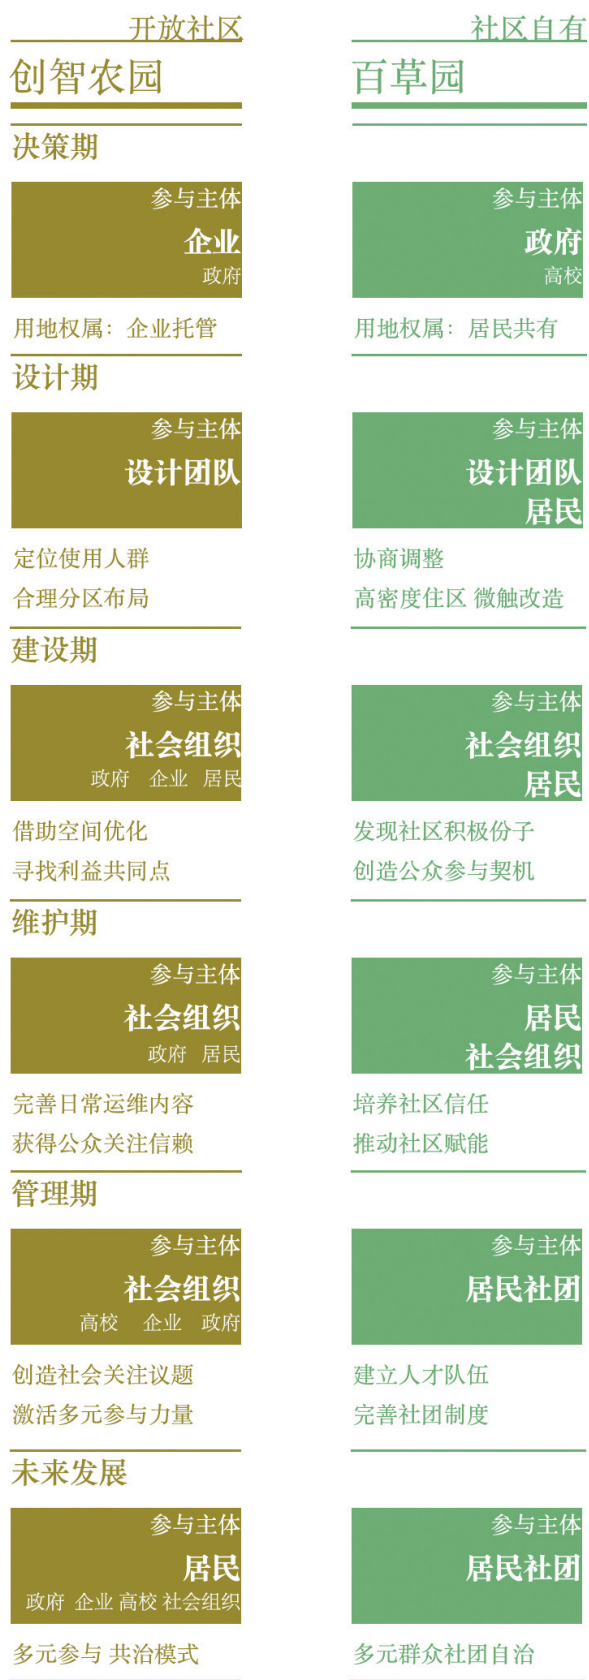 开放社区
社区自有
创智农园
百草园
决策期
参与主体
企业
政府
用地权属：企业托管
参与主体
政府
高校
用地权属：居民共有
设计期
参与主体
设计团队
定位使用人群
合理分区布局
参与主体
设计团队
居民
协商调整
高密度住区 微触改造
建设期
参与主体
社会组织
政府 企业 居民
借助空间优化
寻找利益共同点
参与主体
社会组织
居民
发现社区积极份子
创造公众参与契机
维护期
参与主体
社会组织
政府 居民
完善日常运维内容
获得公众关注信赖
参与主体
居民
社会组织
培养社区信任
推动社区赋能
管理期
参与主体
社会组织
高校 企业 政府
创造社会关注议题
激活多元参与力量
参与主体
居民社团
建立人才队伍
完善社团制度
未来发展
参与主体
居民
政府 企业 高校 社会组织
多元参与 共治模式
参与主体
居民社团
多元群众社团自治